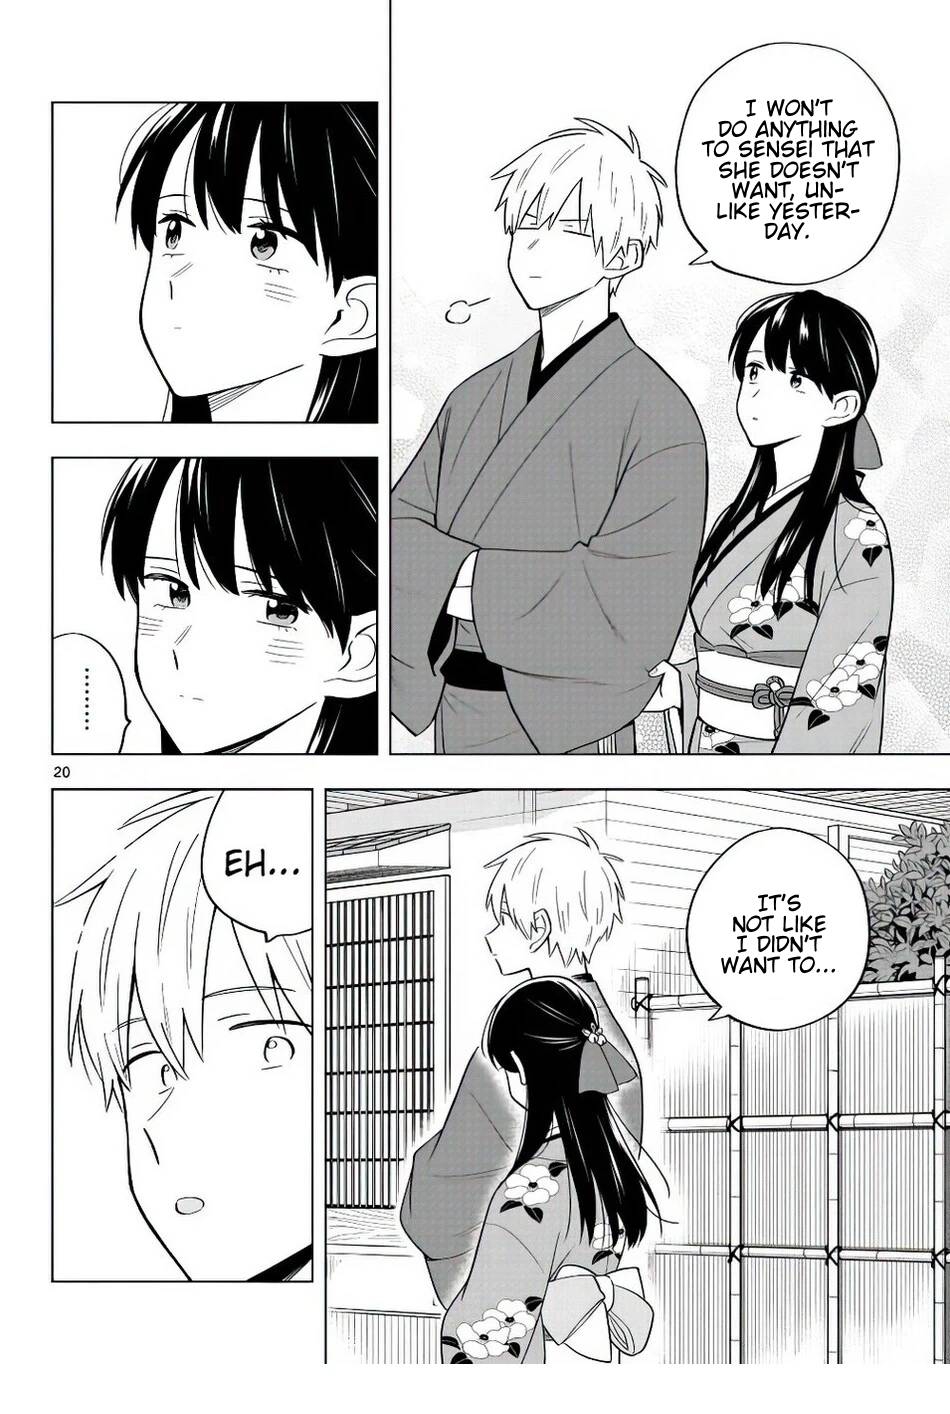 I WON'T
DO ANYTHING
TO SENSEI THAT
SHE DOESN'T
WANT, UN-
LIKE YESTER-
DAY.
.........
20
IT'S
NOT LIKE
I DIDN'T
WANT TO...
EH...